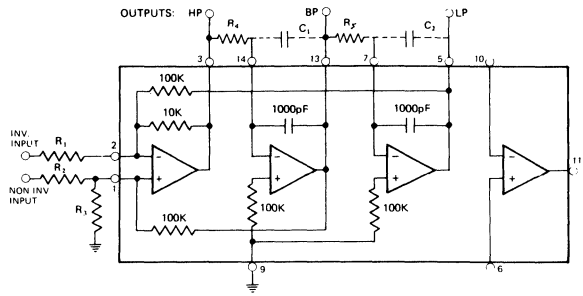 OUTPUTS: HP BP LP
R4 C1 R5 C2
3 14 13 7 5 10
100K
10K 1000pF 1000pF
INV. INPUT R1 2
- - - -
NON INV INPUT R2 1
+ + + +
11
R3 100K 100K 100K
9 6